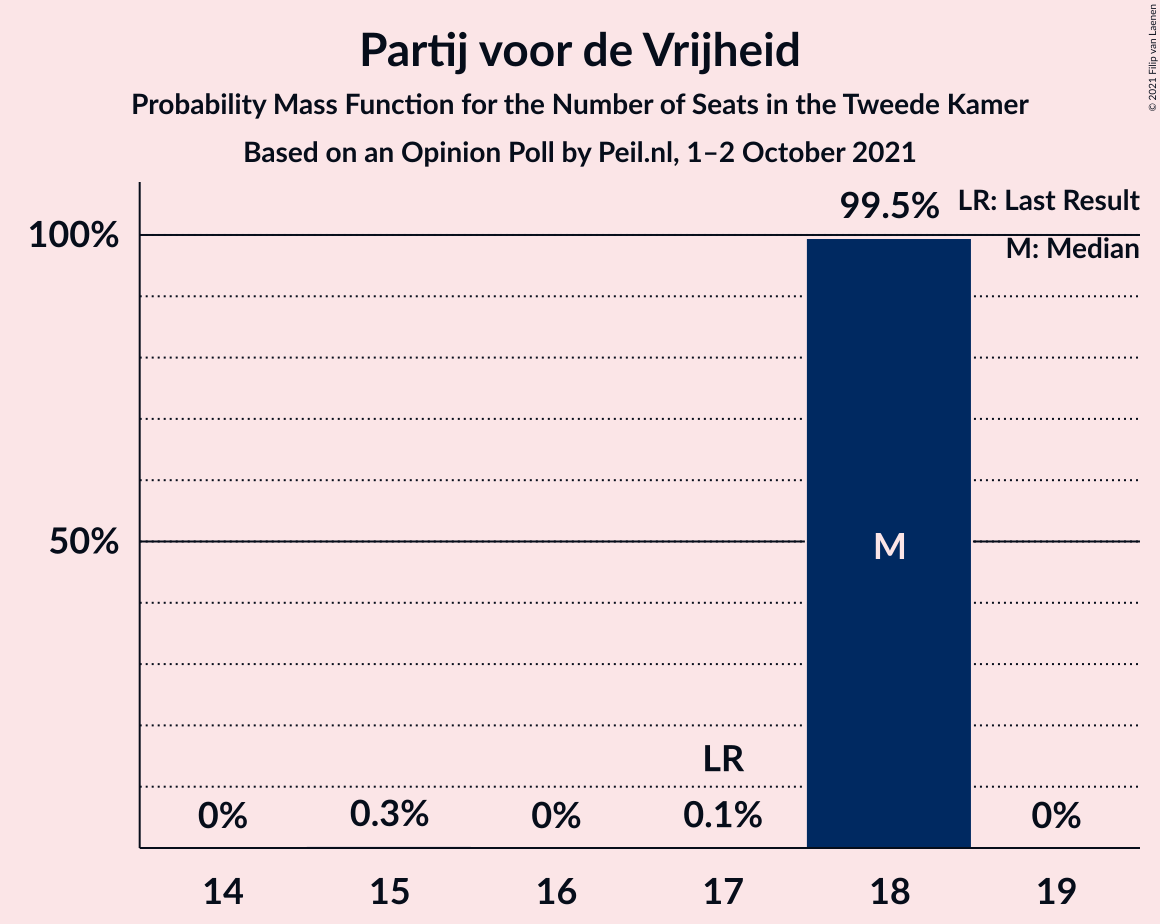 Partij voor de Vrijheid
Probability Mass Function for the Number of Seats in the Tweede Kamer
Based on an Opinion Poll by Peil.nl, 1–2 October 2021
© 2021 Filip van Laenen
99.5%
LR: Last Result
100%
M: Median
50%
M
LR
0%
0.3%
0%
0.1%
0%
14
15
16
17
18
19